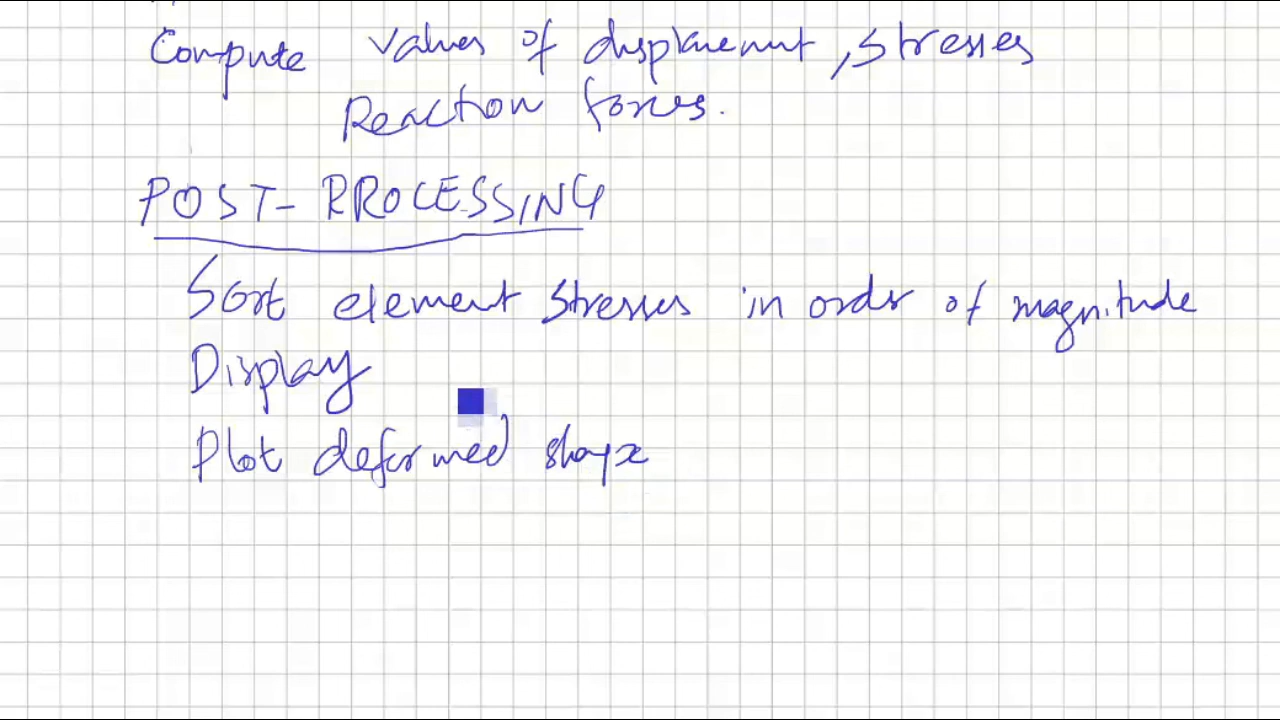 Compute values of displacement, stresses
Reaction forces.
POST-PROCESSING
Sort element stresses in order of magnitude
Display
Plot deformed shape